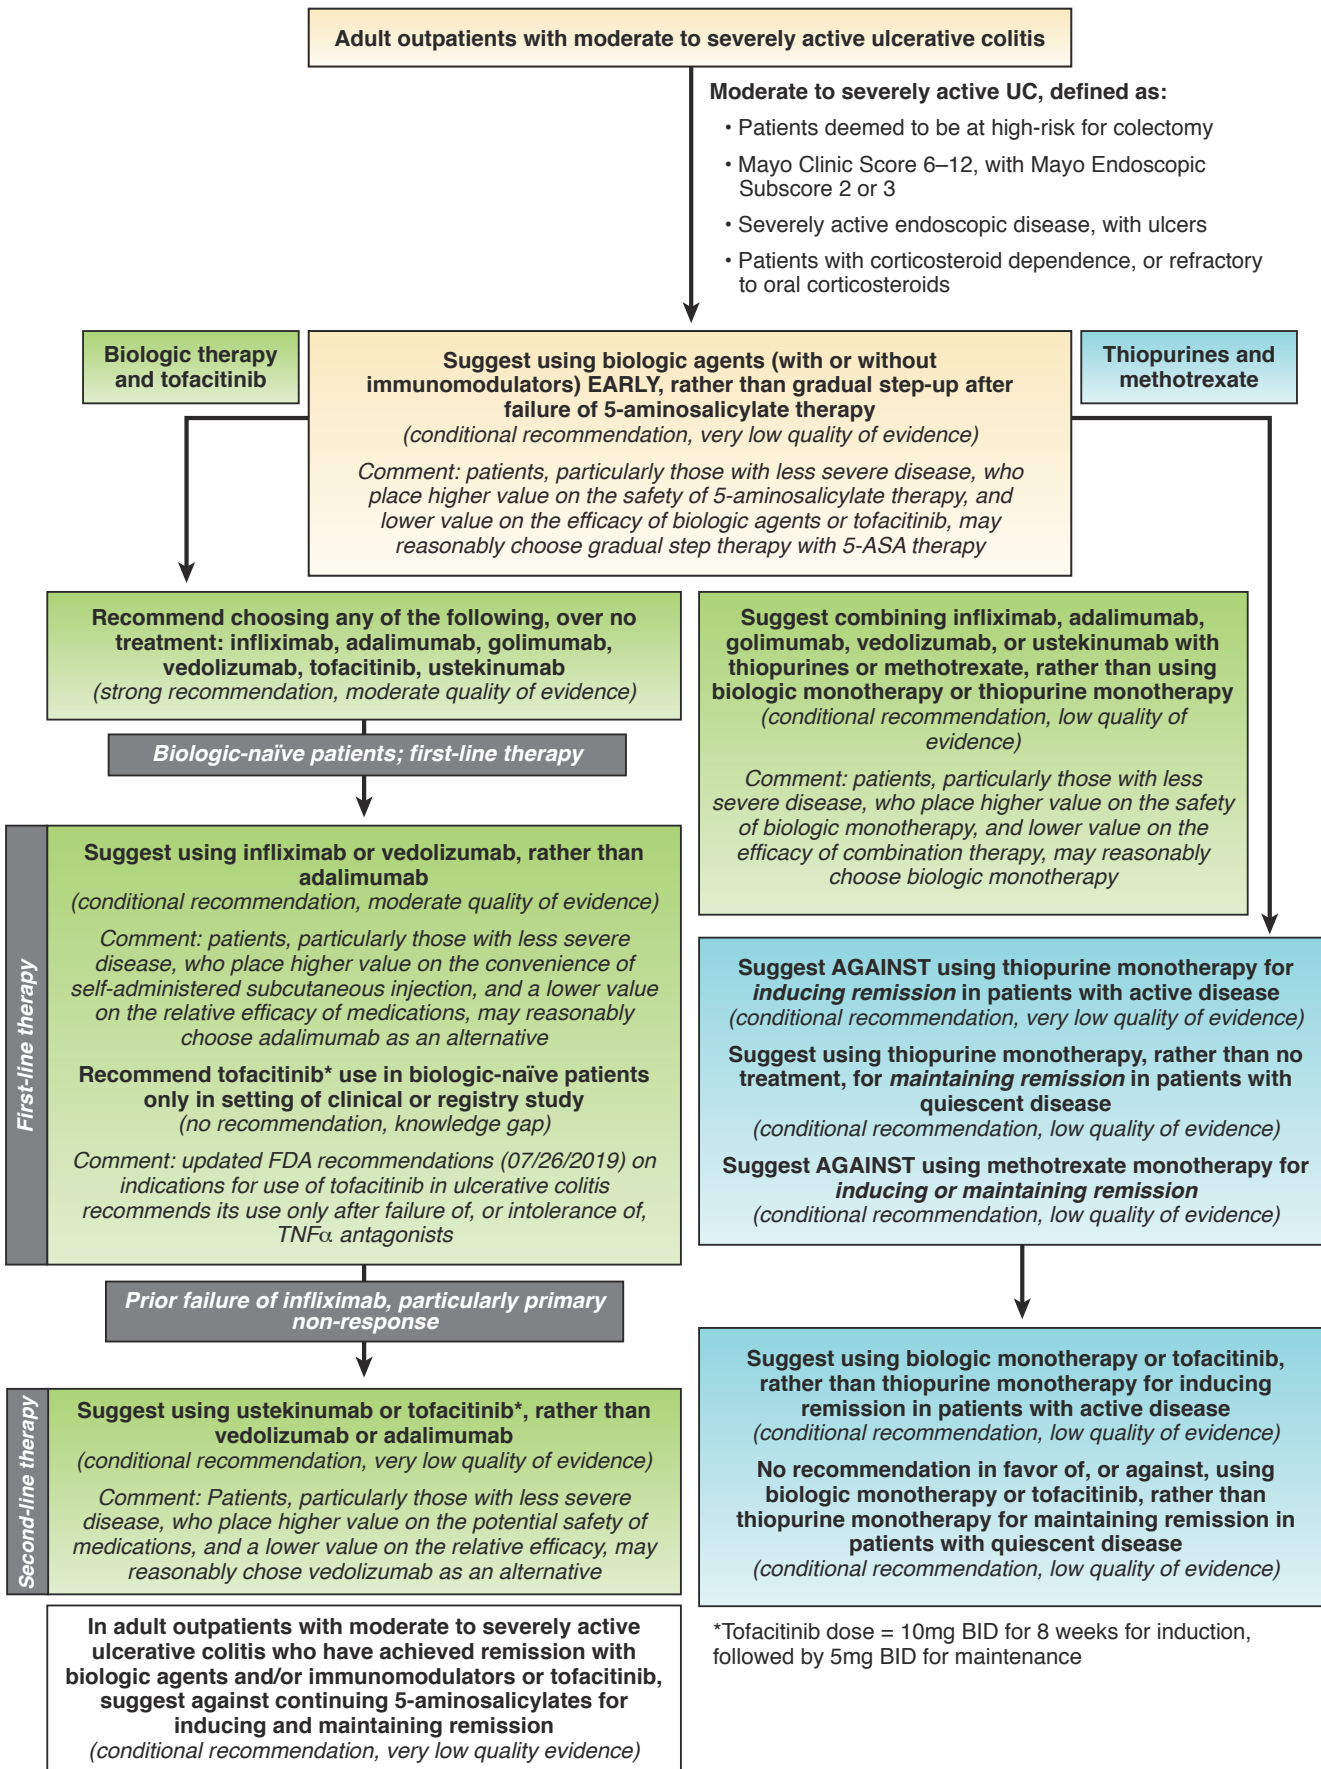 Adult outpatients with moderate to severely active ulcerative colitis
Moderate to severely active UC, defined as:
• Patients deemed to be at high-risk for colectomy
• Mayo Clinic Score 6–12, with Mayo Endoscopic
Subscore 2 or 3
• Severely active endoscopic disease, with ulcers
• Patients with corticosteroid dependence, or refractory
to oral corticosteroids
Biologic therapy
and tofacitinib
Suggest using biologic agents (with or without
immunomodulators) EARLY, rather than gradual step-up after
failure of 5-aminosalicylate therapy
(conditional recommendation, very low quality of evidence)
Comment: patients, particularly those with less severe disease, who
place higher value on the safety of 5-aminosalicylate therapy, and
lower value on the efficacy of biologic agents or tofacitinib, may
reasonably choose gradual step therapy with 5-ASA therapy
Thiopurines and
methotrexate
Recommend choosing any of the following, over no
treatment: infliximab, adalimumab, golimumab,
vedolizumab, tofacitinib, ustekinumab
(strong recommendation, moderate quality of evidence)
Biologic-naïve patients; first-line therapy
First-line therapy
Suggest using infliximab or vedolizumab, rather than
adalimumab
(conditional recommendation, moderate quality of evidence)
Comment: patients, particularly those with less severe
disease, who place higher value on the convenience of
self-administered subcutaneous injection, and a lower value
on the relative efficacy of medications, may reasonably
choose adalimumab as an alternative
Recommend tofacitinib* use in biologic-naïve patients
only in setting of clinical or registry study
(no recommendation, knowledge gap)
Comment: updated FDA recommendations (07/26/2019) on
indications for use of tofacitinib in ulcerative colitis
recommends its use only after failure of, or intolerance of,
TNFα antagonists
Prior failure of infliximab, particularly primary
non-response
Second-line therapy
Suggest using ustekinumab or tofacitinib*, rather than
vedolizumab or adalimumab
(conditional recommendation, very low quality of evidence)
Comment: Patients, particularly those with less severe
disease, who place higher value on the potential safety of
medications, and a lower value on the relative efficacy, may
reasonably chose vedolizumab as an alternative
In adult outpatients with moderate to severely active
ulcerative colitis who have achieved remission with
biologic agents and/or immunomodulators or tofacitinib,
suggest against continuing 5-aminosalicylates for
inducing and maintaining remission
(conditional recommendation, very low quality evidence)
Suggest combining infliximab, adalimumab,
golimumab, vedolizumab, or ustekinumab with
thiopurines or methotrexate, rather than using
biologic monotherapy or thiopurine monotherapy
(conditional recommendation, low quality of
evidence)
Comment: patients, particularly those with less
severe disease, who place higher value on the safety
of biologic monotherapy, and lower value on the
efficacy of combination therapy, may reasonably
choose biologic monotherapy
Suggest AGAINST using thiopurine monotherapy for
inducing remission in patients with active disease
(conditional recommendation, very low quality of evidence)
Suggest using thiopurine monotherapy, rather than no
treatment, for maintaining remission in patients with
quiescent disease
(conditional recommendation, low quality of evidence)
Suggest AGAINST using methotrexate monotherapy for
inducing or maintaining remission
(conditional recommendation, low quality of evidence)
Suggest using biologic monotherapy or tofacitinib,
rather than thiopurine monotherapy for inducing
remission in patients with active disease
(conditional recommendation, low quality of evidence)
No recommendation in favor of, or against, using
biologic monotherapy or tofacitinib, rather than
thiopurine monotherapy for maintaining remission in
patients with quiescent disease
(conditional recommendation, low quality of evidence)
*Tofacitinib dose = 10mg BID for 8 weeks for induction,
followed by 5mg BID for maintenance